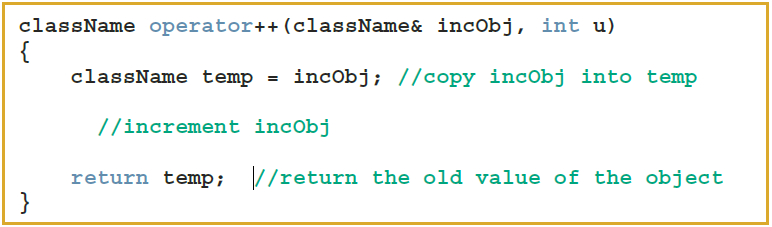 className operator++(className& incObj, int u)
{
className temp = incObj; //copy incObj into temp
//increment incObj
return temp; //return the old value of the object
}